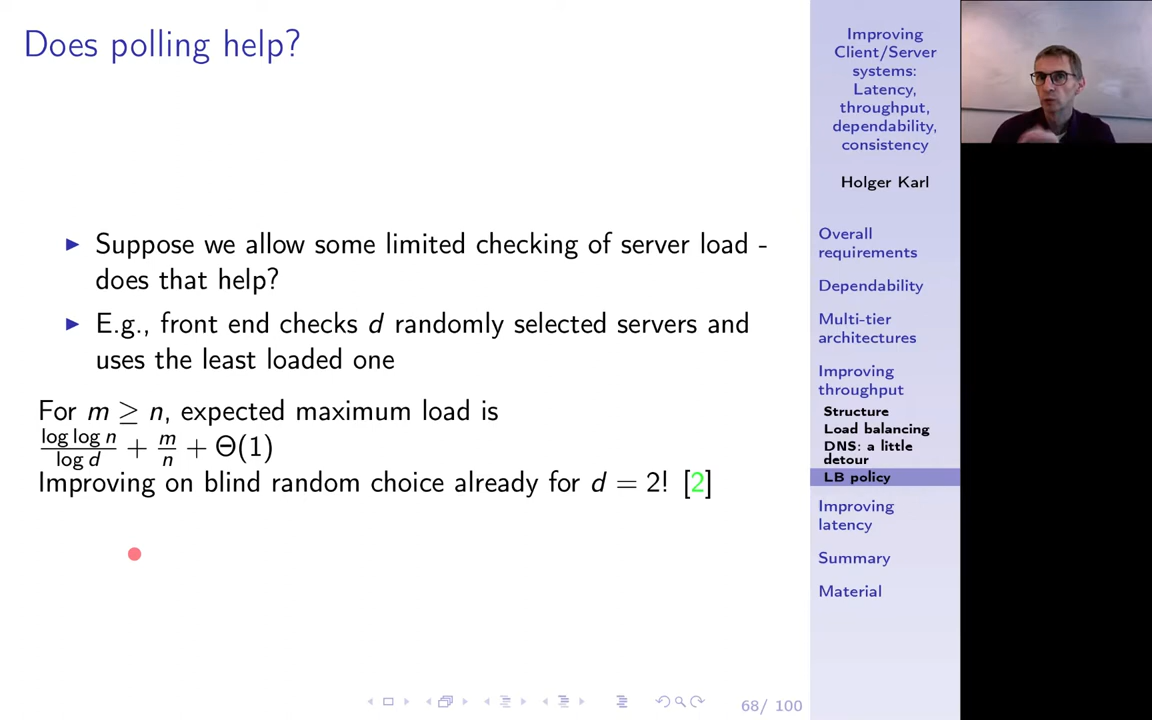 Does polling help?
▶ Suppose we allow some limited checking of server load -
does that help?
▶ E.g., front end checks d randomly selected servers and
uses the least loaded one
For m ≥ n, expected maximum load is
log log n / log d + m / n + Θ(1)
Improving on blind random choice already for d = 2! [2]
Improving
Client/Server
systems:
Latency,
throughput,
dependability,
consistency
Holger Karl
Overall
requirements
Dependability
Multi-tier
architectures
Improving
throughput
Structure
Load balancing
DNS: a little
detour
LB policy
Improving
latency
Summary
Material
68/ 100